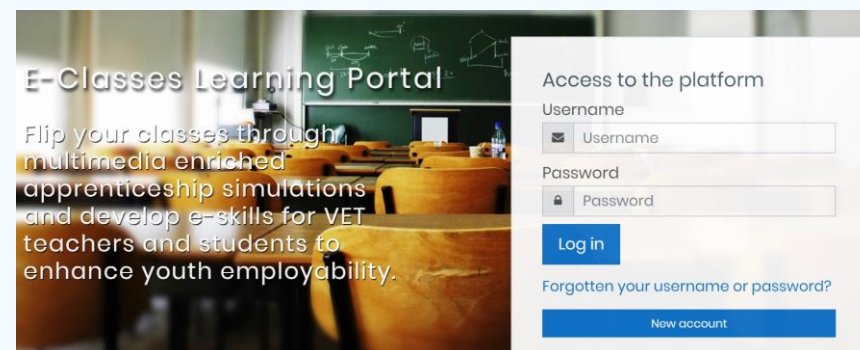 E-Classes Learning Portal
Flip your classes through
multimedia enriched
apprenticeship simulations
and develop e-skills for VET
teachers and students to
enhance youth employability.
Access to the platform
Username
Username
Password
Password
Log in
Forgotten your username or password?
New account